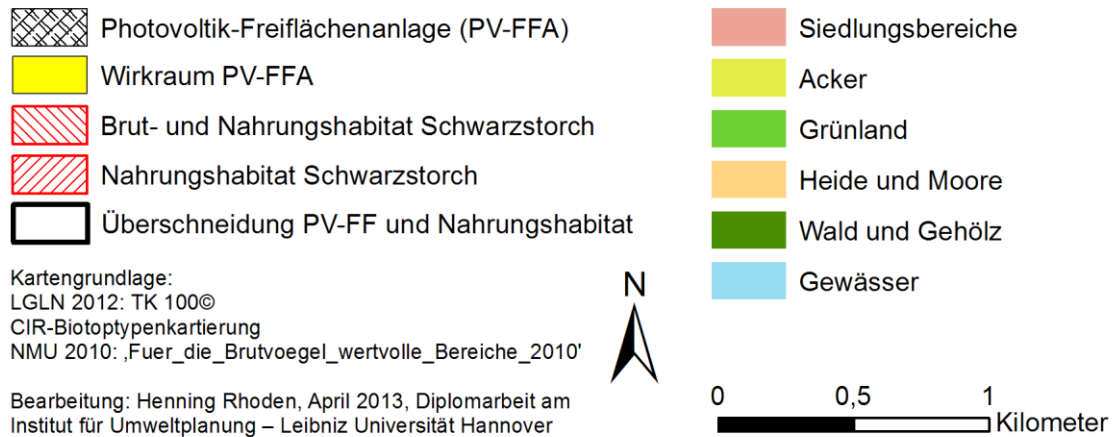 Photovoltik-Freiflächenanlage (PV-FFA)
Wirkraum PV-FFA
Brut- und Nahrungshabitat Schwarzstorch
Nahrungshabitat Schwarzstorch
Überschneidung PV-FF und Nahrungshabitat
Siedlungsbereiche
Acker
Grünland
Heide und Moore
Wald und Gehölz
Gewässer
Kartengrundlage:
LGLN 2012: TK 100©
CIR-Biotoptypenkartierung
NMU 2010: ‚Fuer_die_Brutvoegel_wertvolle_Bereiche_2010'
Bearbeitung: Henning Rhoden, April 2013, Diplomarbeit am
Institut für Umweltplanung – Leibniz Universität Hannover
N
0 0,5 1
Kilometer